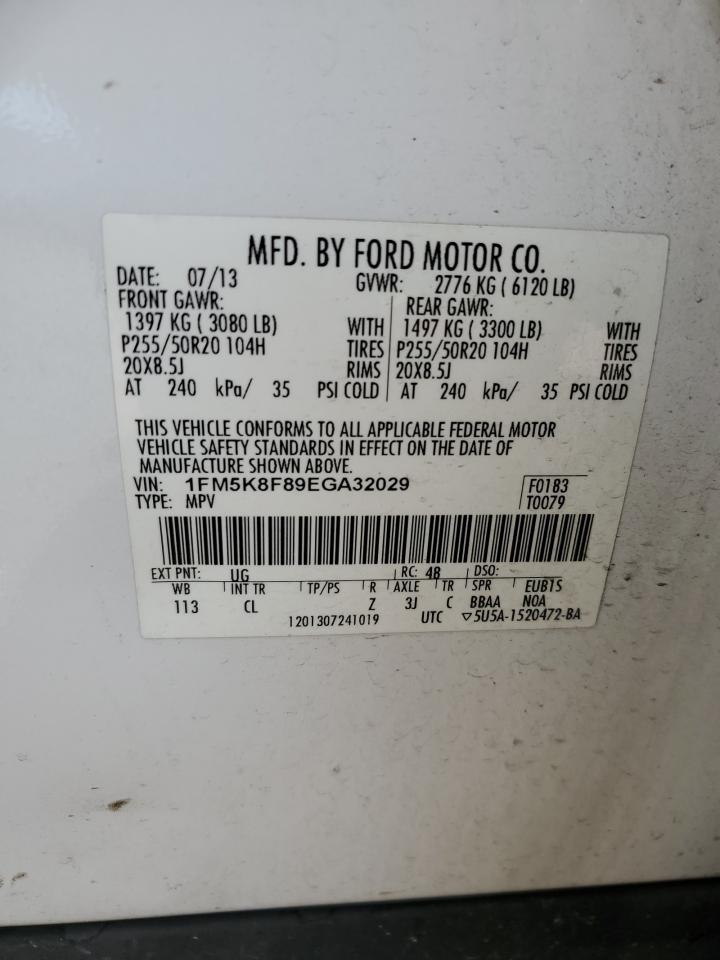 MFD. BY FORD MOTOR CO.
DATE: 07/13 GVWR: 2776 KG ( 6120 LB)
FRONT GAWR: REAR GAWR:
1397 KG ( 3080 LB) WITH 1497 KG ( 3300 LB) WITH
P255/50R20 104H TIRES P255/50R20 104H TIRES
20X8.5J RIMS 20X8.5J RIMS
AT 240 kPa/ 35 PSI COLD AT 240 kPa/ 35 PSI COLD
THIS VEHICLE CONFORMS TO ALL APPLICABLE FEDERAL MOTOR
VEHICLE SAFETY STANDARDS IN EFFECT ON THE DATE OF
MANUFACTURE SHOWN ABOVE.
VIN: 1FM5K8F89EGA32029 F0183
TYPE: MPV T0079
EXT PNT: UG RC: 48 DSO:
WB INT TR TP/PS R AXLE TR SPR EUB1S
113 CL Z 3J C BBAA NOA
1201307241019 UTC ▽5U5A-1520472-BA